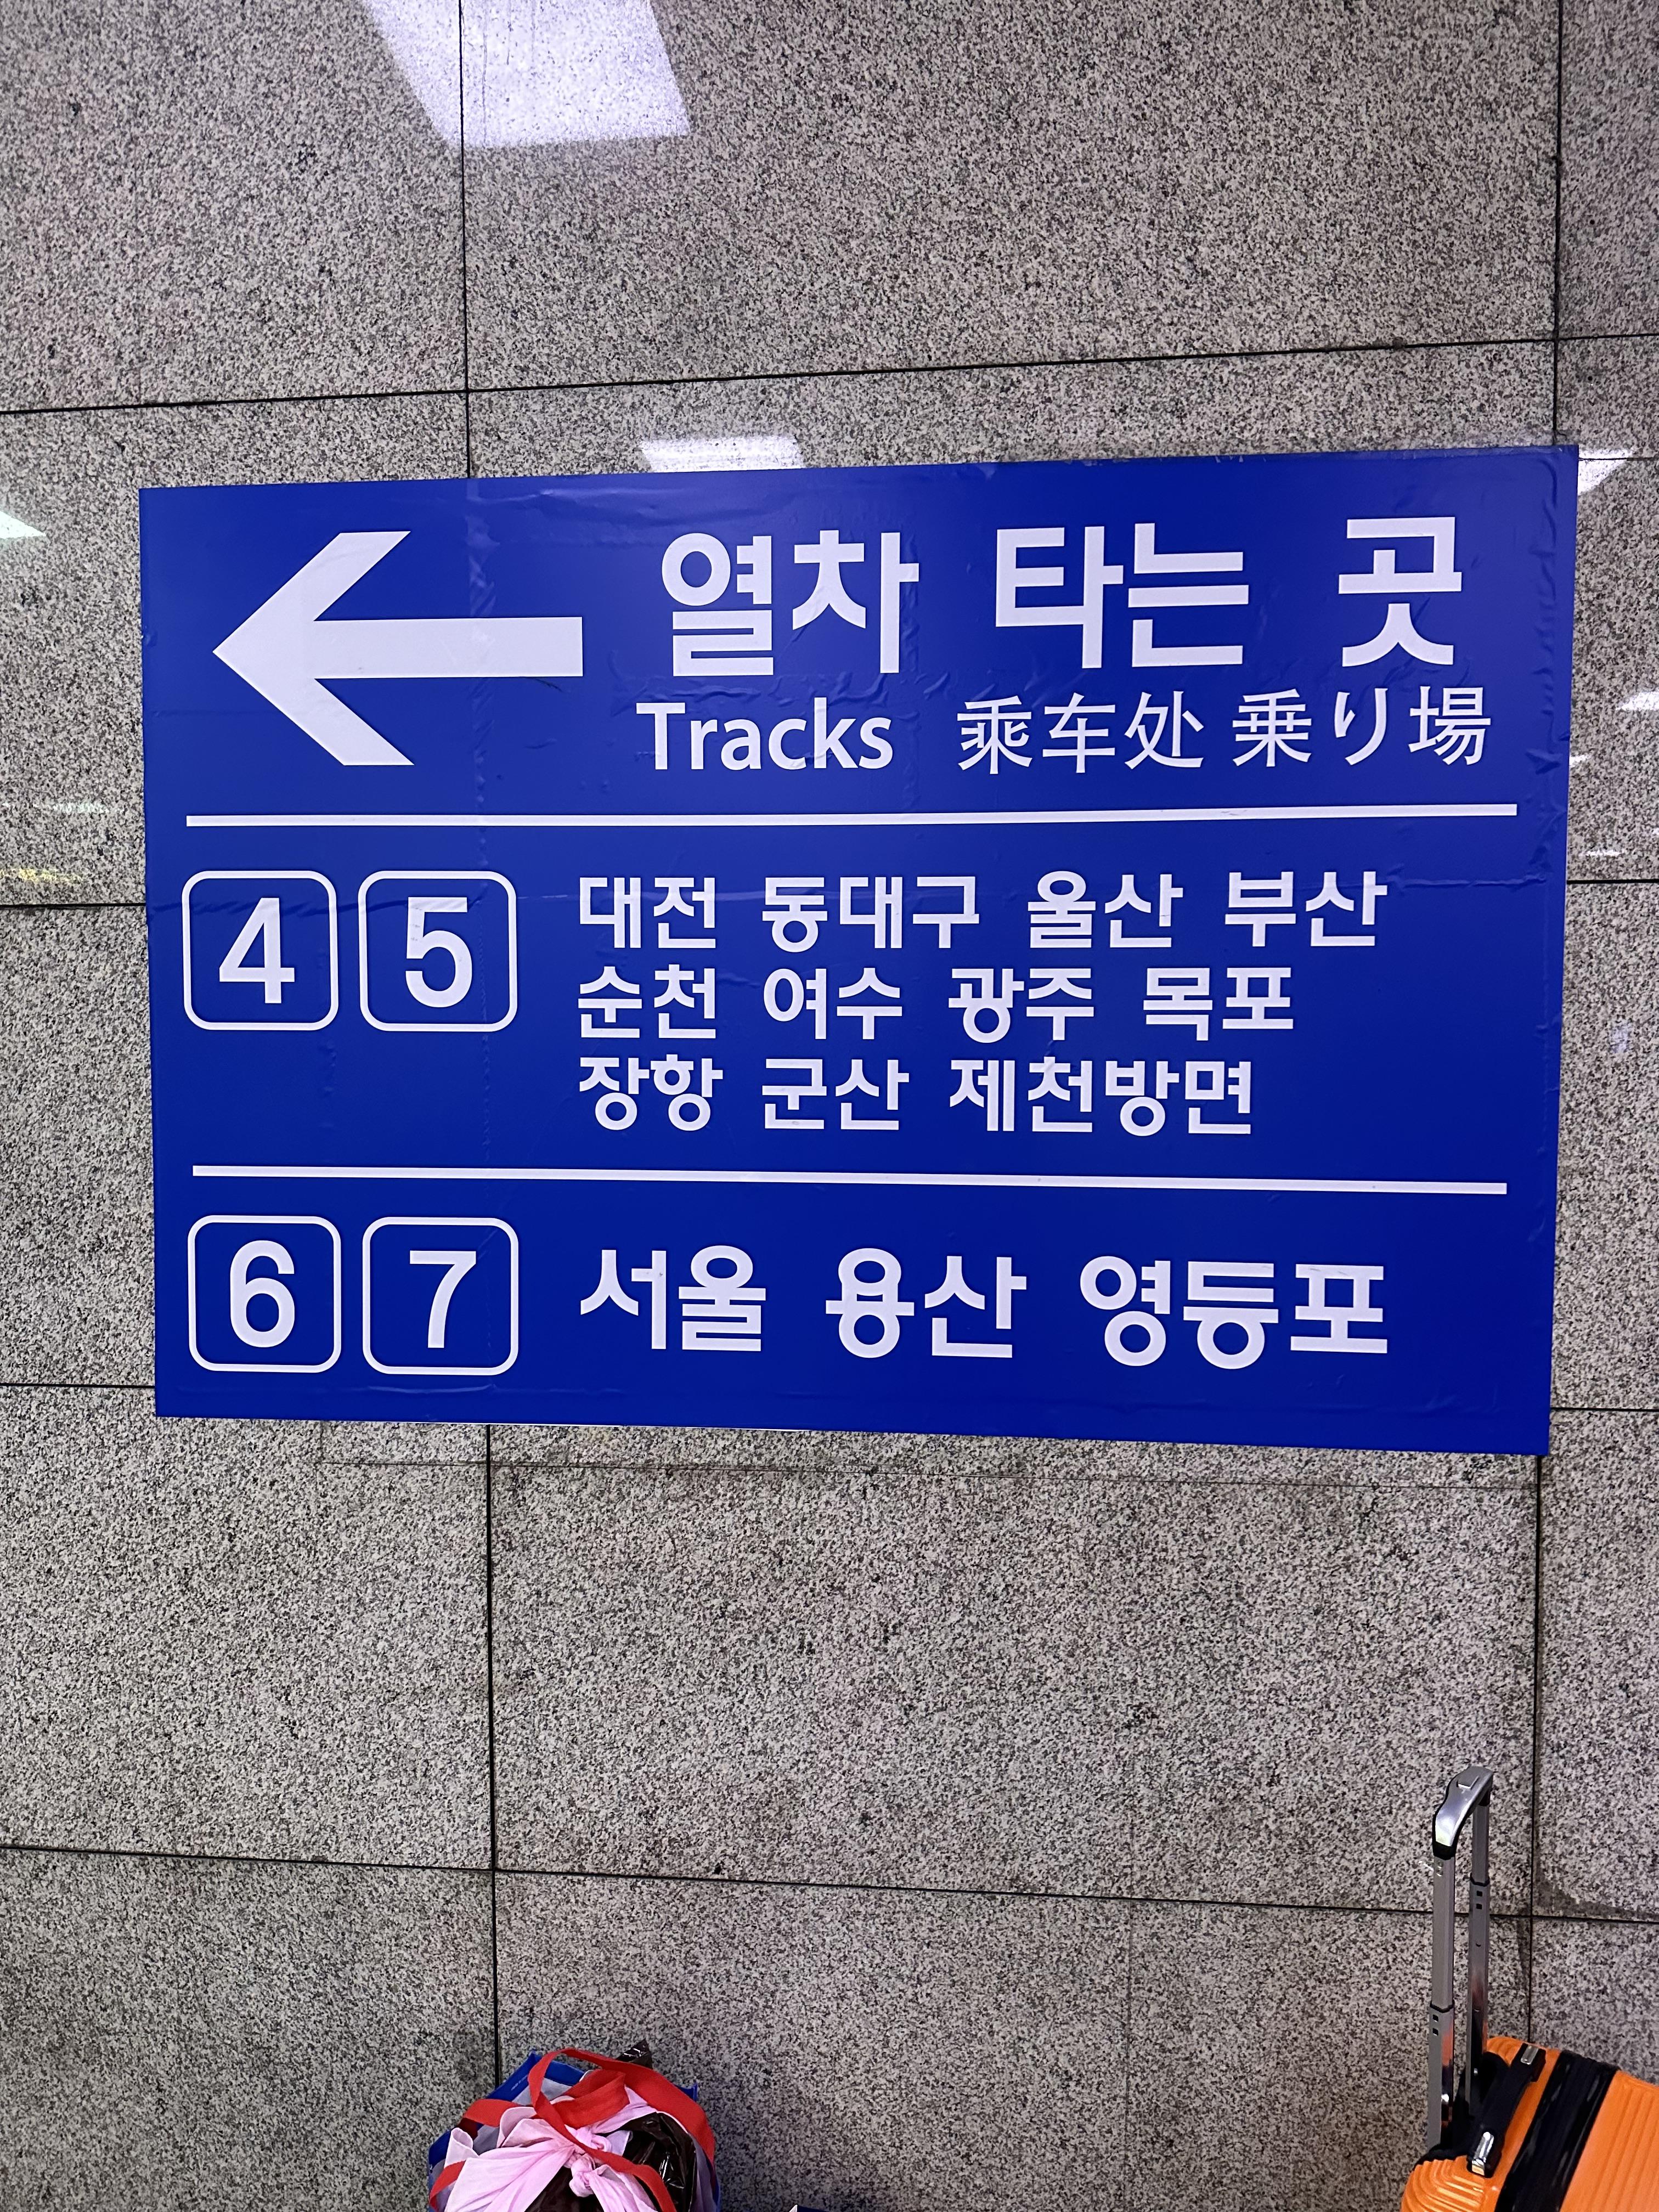 열차 타는 곳
Tracks 乘车处 乗り場
4 5 대전 동대구 울산 부산
순천 여수 광주 목포
장항 군산 제천방면
6 7 서울 용산 영등포